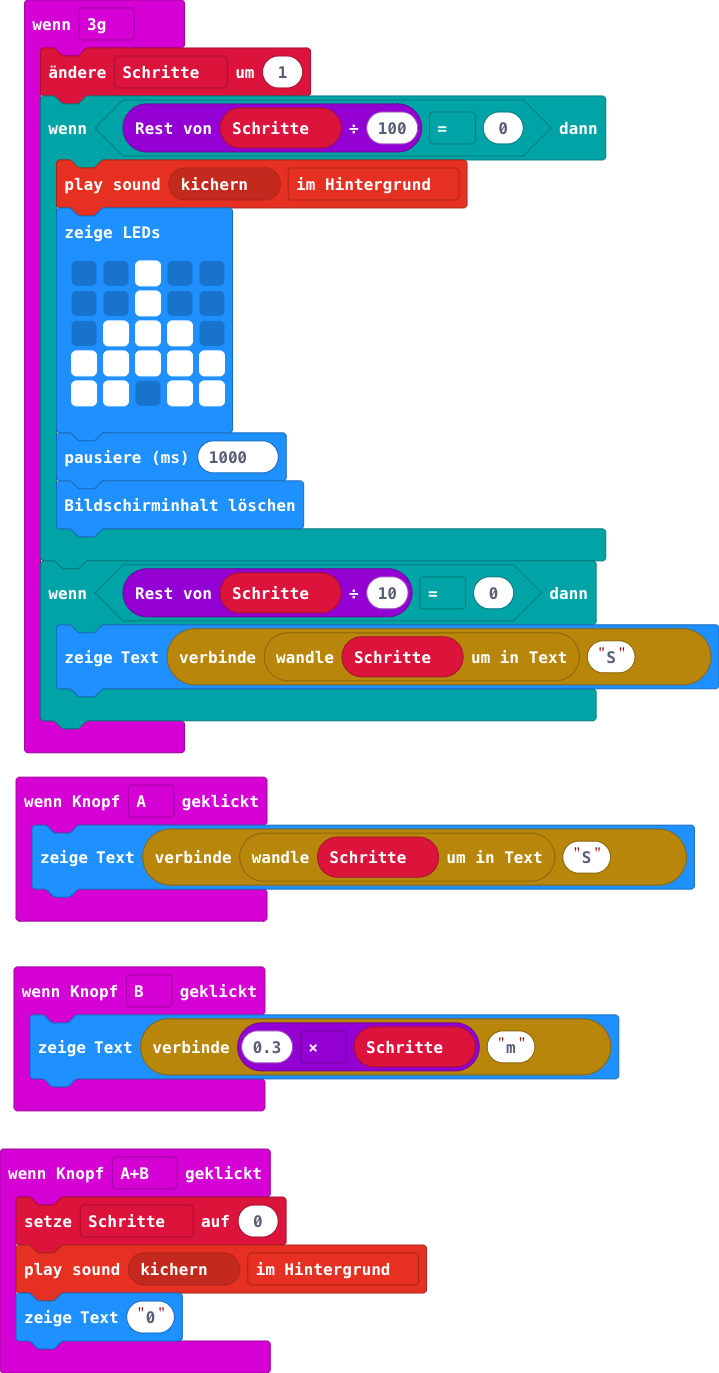 wenn 3g
ändere Schritte um 1
wenn Rest von Schritte ÷ 100 = 0 dann
play sound kichern im Hintergrund
zeige LEDs
pausiere (ms) 1000
Bildschirminhalt löschen
wenn Rest von Schritte ÷ 10 = 0 dann
zeige Text verbinde wandle Schritte um in Text "S"
wenn Knopf A geklickt
zeige Text verbinde wandle Schritte um in Text "S"
wenn Knopf B geklickt
zeige Text verbinde 0.3 × Schritte "m"
wenn Knopf A+B geklickt
setze Schritte auf 0
play sound kichern im Hintergrund
zeige Text "0"